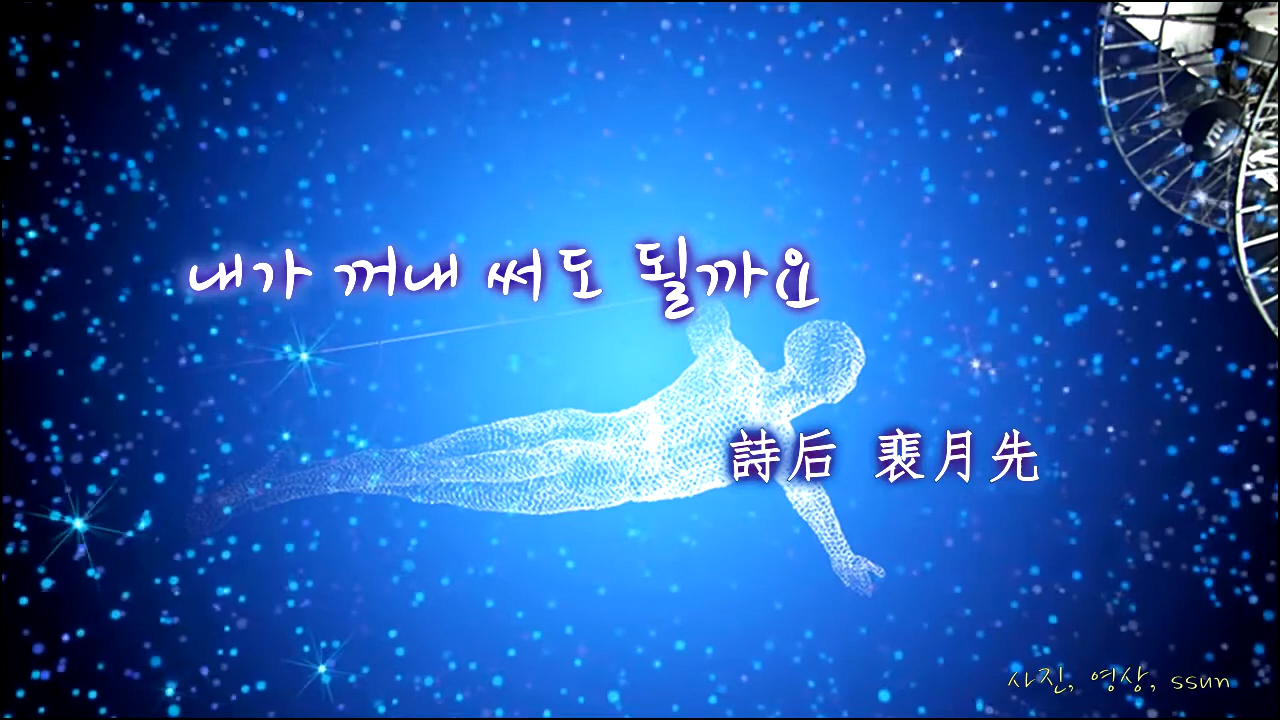 내가 꺼내 써도 될까요
詩后 裵月先
사진, 영상, ssun